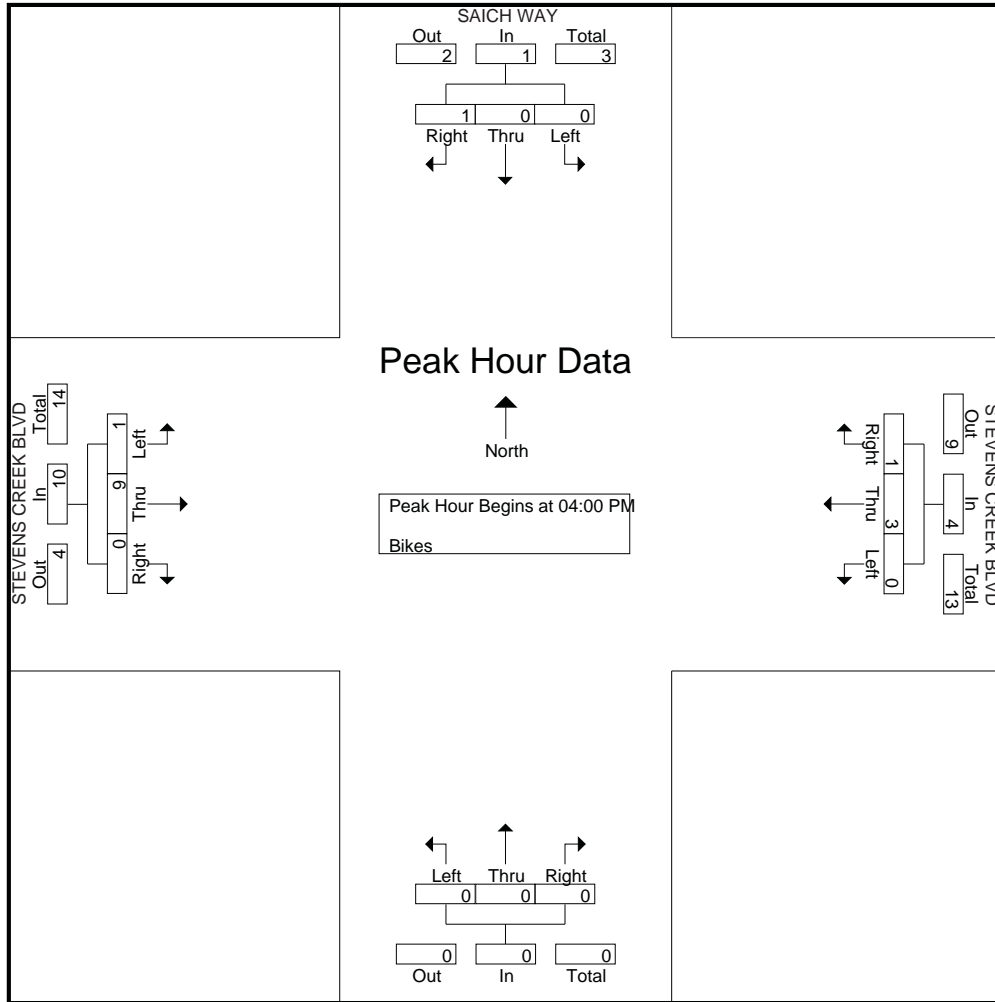 SAICH WAY
Out In Total
2 1 3
1 0 0
Right Thru Left
Peak Hour Data
North
Peak Hour Begins at 04:00 PM
Bikes
STEVENS CREEK BLVD
Out In Total
4 10 14
Right Thru Left
0 9 1
STEVENS CREEK BLVD
Out In Total
9 4 13
Right Thru Left
1 3 0
Left Thru Right
0 0 0
0 0 0
Out In Total